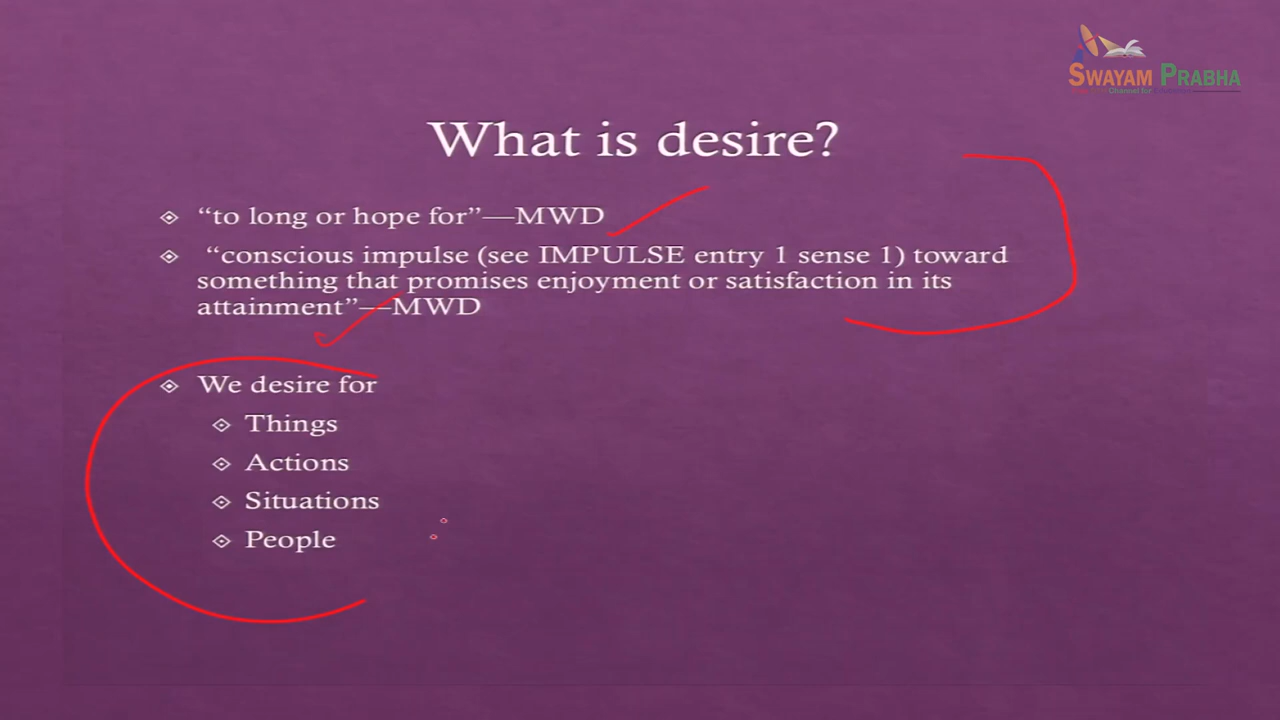 SWAYAM PRABHA
What is desire?
“to long or hope for”—MWD
“conscious impulse (see IMPULSE entry 1 sense 1) toward
something that promises enjoyment or satisfaction in its
attainment”—MWD
We desire for
Things
Actions
Situations
People